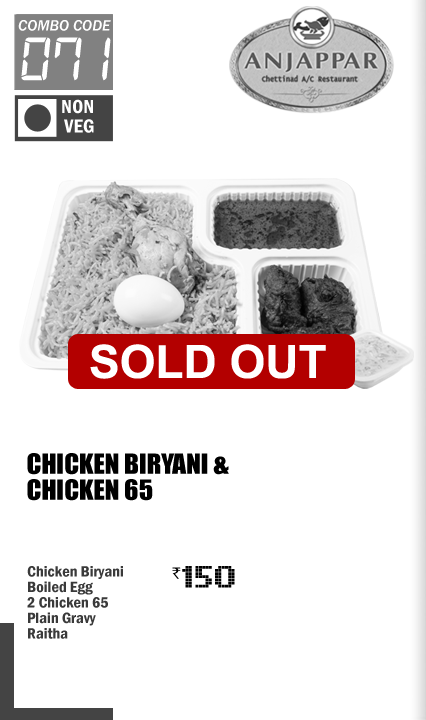 COMBO CODE
071
NON
VEG
ANJAPPAR
Chettinad A/C Restaurant
SOLD OUT
CHICKEN BIRYANI &
CHICKEN 65
Chicken Biryani
Boiled Egg
2 Chicken 65
Plain Gravy
Raitha
₹150